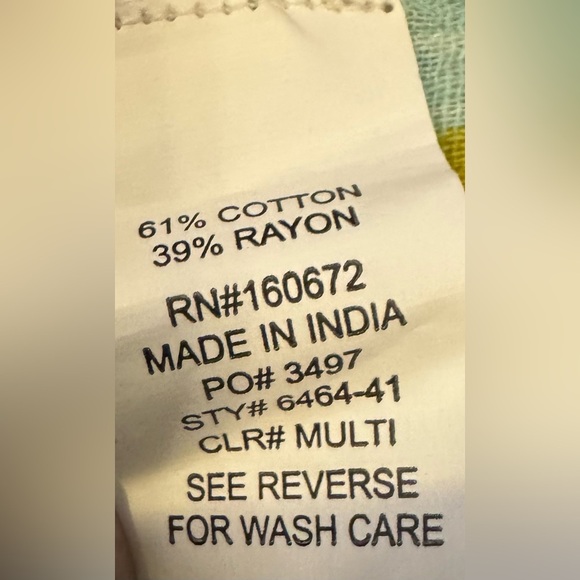 61% COTTON
39% RAYON
RN#160672
MADE IN INDIA
PO# 3497
STY# 6464-41
CLR# MULTI
SEE REVERSE
FOR WASH CARE